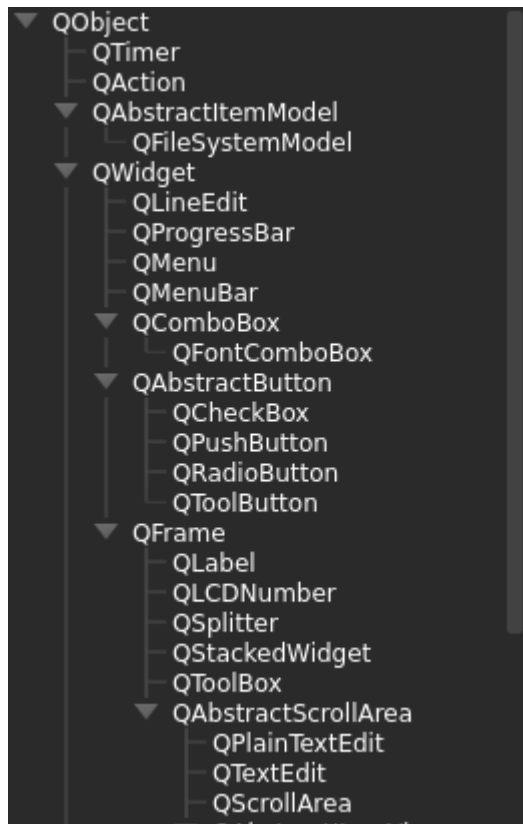 QObject
QTimer
QAction
QAbstractItemModel
QFileSystemModel
QWidget
QLineEdit
QProgressBar
QMenu
QMenuBar
QComboBox
QFontComboBox
QAbstractButton
QCheckBox
QPushButton
QRadioButton
QToolButton
QFrame
QLabel
QLCDNumber
QSplitter
QStackedWidget
QToolBox
QAbstractScrollArea
QPlainTextEdit
QTextEdit
QScrollArea